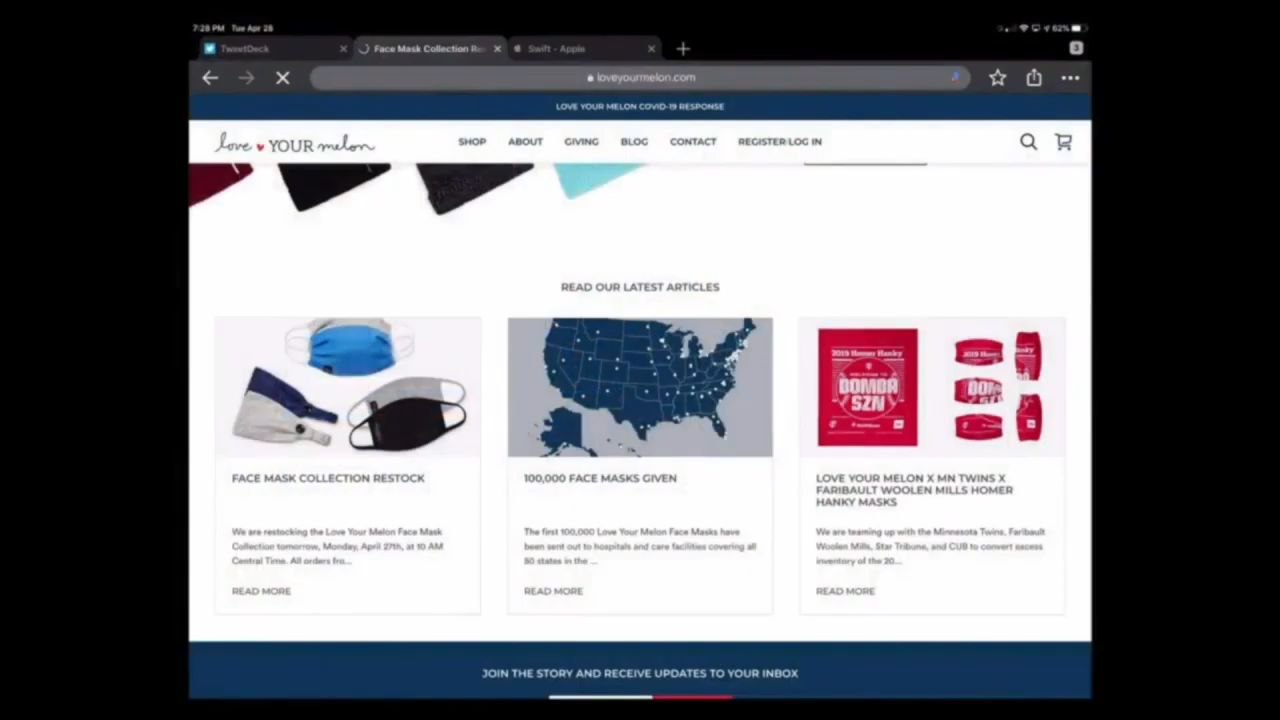 7:28 PM Tue Apr 28
62%
TweetDeck
Face Mask Collection Re
Swift - Apple
3
loveyourmelon.com
LOVE YOUR MELON COVID-19 RESPONSE
love YOUR melon
SHOP ABOUT GIVING BLOG CONTACT REGISTER/LOG IN
READ OUR LATEST ARTICLES
2019 Homer Hanky
WELCOME TO
BOMBA
SZN
2019 Homer
FACE MASK COLLECTION RESTOCK
We are restocking the Love Your Melon Face Mask
Collection tomorrow, Monday, April 27th, at 10 AM
Central Time. All orders fro...
READ MORE
100,000 FACE MASKS GIVEN
The first 100,000 Love Your Melon Face Masks have
been sent out to hospitals and care facilities covering all
50 states in the ...
READ MORE
LOVE YOUR MELON X MN TWINS X
FARIBAULT WOOLEN MILLS HOMER
HANKY MASKS
We are teaming up with the Minnesota Twins, Faribault
Woolen Mills, Star Tribune, and CUB to convert excess
inventory of the 20...
READ MORE
JOIN THE STORY AND RECEIVE UPDATES TO YOUR INBOX